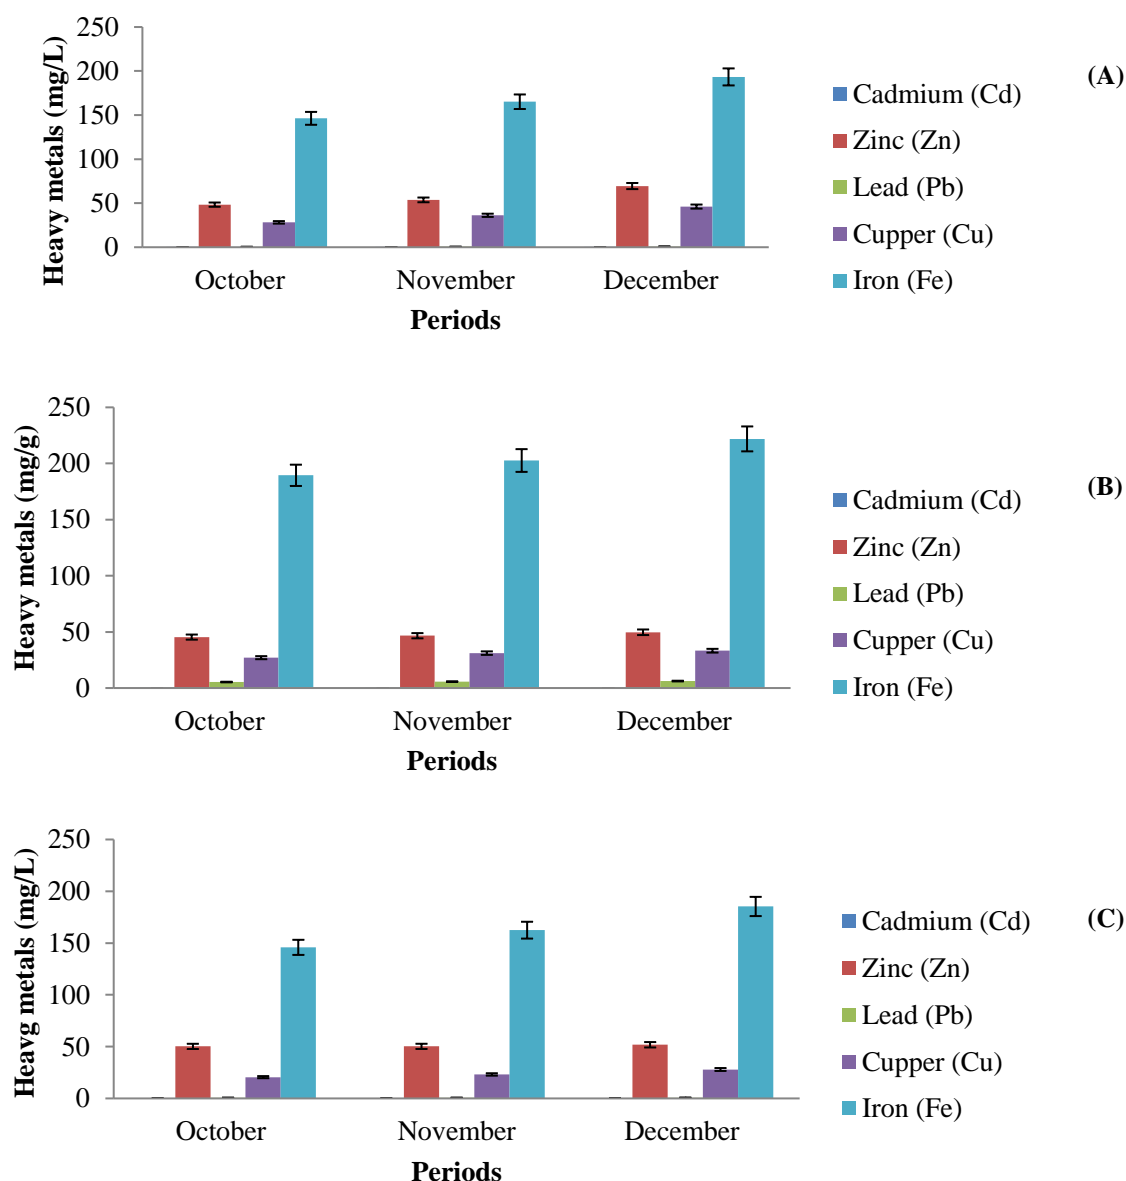 250
200
150
100
50
0
Heavy metals (mg/L)
October November December
Periods
Cadmium (Cd)
Zinc (Zn)
Lead (Pb)
Cupper (Cu)
Iron (Fe)
(A)
250
200
150
100
50
0
Heavy metals (mg/g)
October November December
Periods
Cadmium (Cd)
Zinc (Zn)
Lead (Pb)
Cupper (Cu)
Iron (Fe)
(B)
250
200
150
100
50
0
Heavg metals (mg/L)
October November December
Periods
Cadmium (Cd)
Zinc (Zn)
Lead (Pb)
Cupper (Cu)
Iron (Fe)
(C)